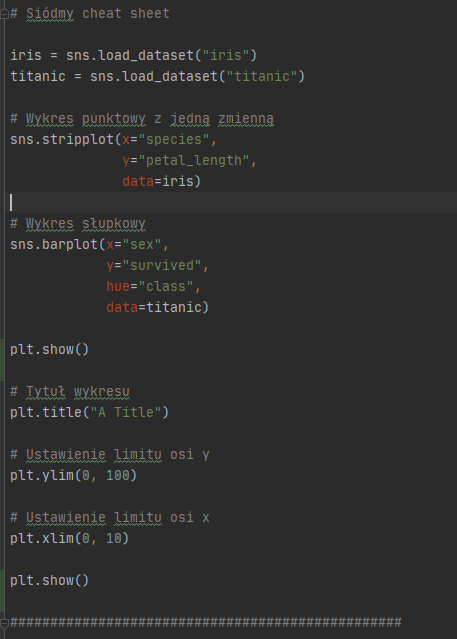 # Siódmy cheat sheet
iris = sns.load_dataset("iris")
titanic = sns.load_dataset("titanic")
# Wykres punktowy z jedną zmienną
sns.stripplot(x="species",
y="petal_length",
data=iris)
# Wykres słupkowy
sns.barplot(x="sex",
y="survived",
hue="class",
data=titanic)
plt.show()
# Tytuł wykresu
plt.title("A Title")
# Ustawienie limitu osi y
plt.ylim(0, 100)
# Ustawienie limitu osi x
plt.xlim(0, 10)
plt.show()
#################################################